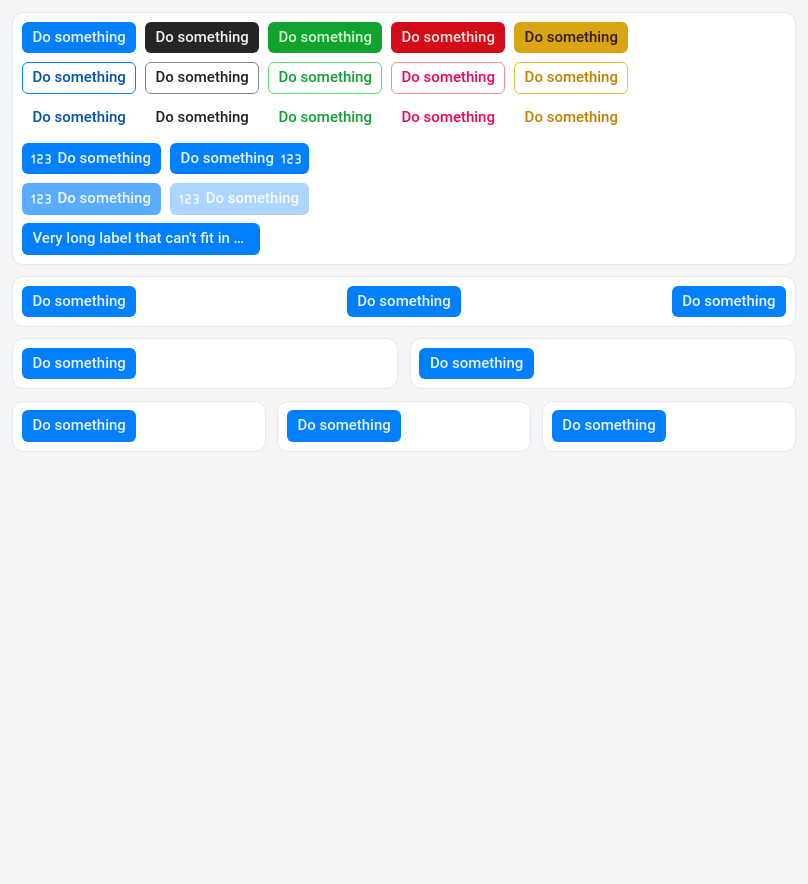 Do something Do something Do something Do something Do something
Do something Do something Do something Do something Do something
Do something Do something Do something Do something Do something
123 Do something Do something 123
123 Do something 123 Do something
Very long label that can't fit in ...
Do something Do something Do something
Do something Do something
Do something Do something Do something